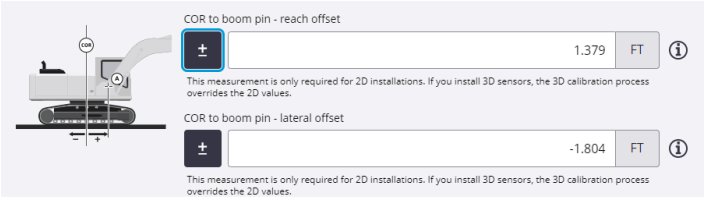 COR to boom pin - reach offset
COR
A
± 1.379 FT i
This measurement is only required for 2D installations. If you install 3D sensors, the 3D calibration process
overrides the 2D values.
COR to boom pin - lateral offset
− +
± -1.804 FT i
This measurement is only required for 2D installations. If you install 3D sensors, the 3D calibration process
overrides the 2D values.